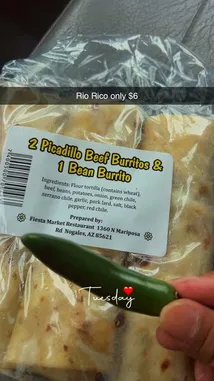 Rio Rico only $6
2 Picadillo Beef Burritos &
1 Bean Burrito
Ingredients: Flour tortilla (contains wheat),
beef, beans, potatoes, onion, green chile,
serrano chile, garlic, pork lard, salt, black
pepper, red chile.
Prepared by:
Fiesta Market Restaurant 1360 N Mariposa
Rd Nogales, AZ 85621
Tuesday